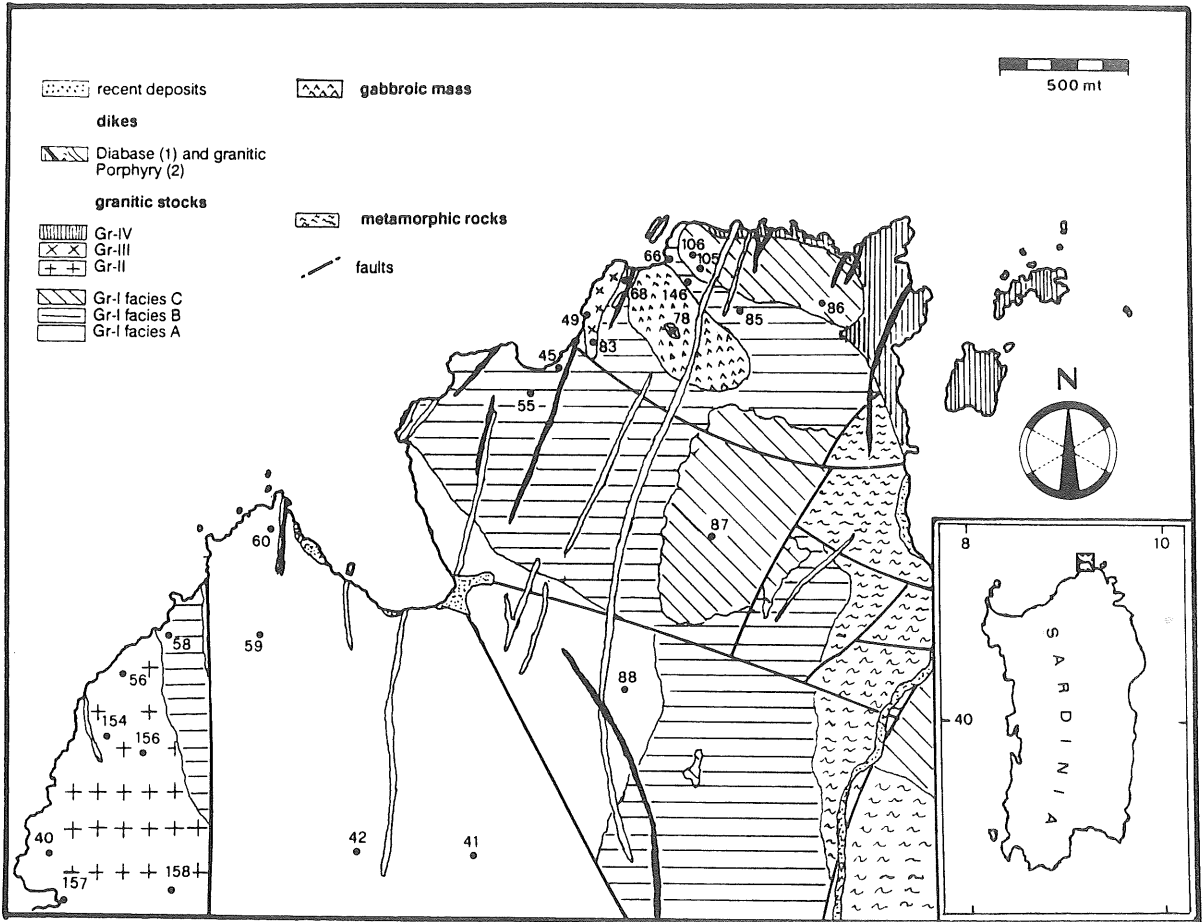 recent deposits
dikes
Diabase (1) and granitic
Porphyry (2)
granitic stocks
Gr-IV
Gr-III
Gr-II
Gr-I facies C
Gr-I facies B
Gr-I facies A
gabbroic mass
metamorphic rocks
faults
500 mt
N
106
66
105
68
146
86
49
78
85
83
45
55
87
60
58
59
56
88
154
156
40
42
41
157
158
8
10
40
SARDINIA